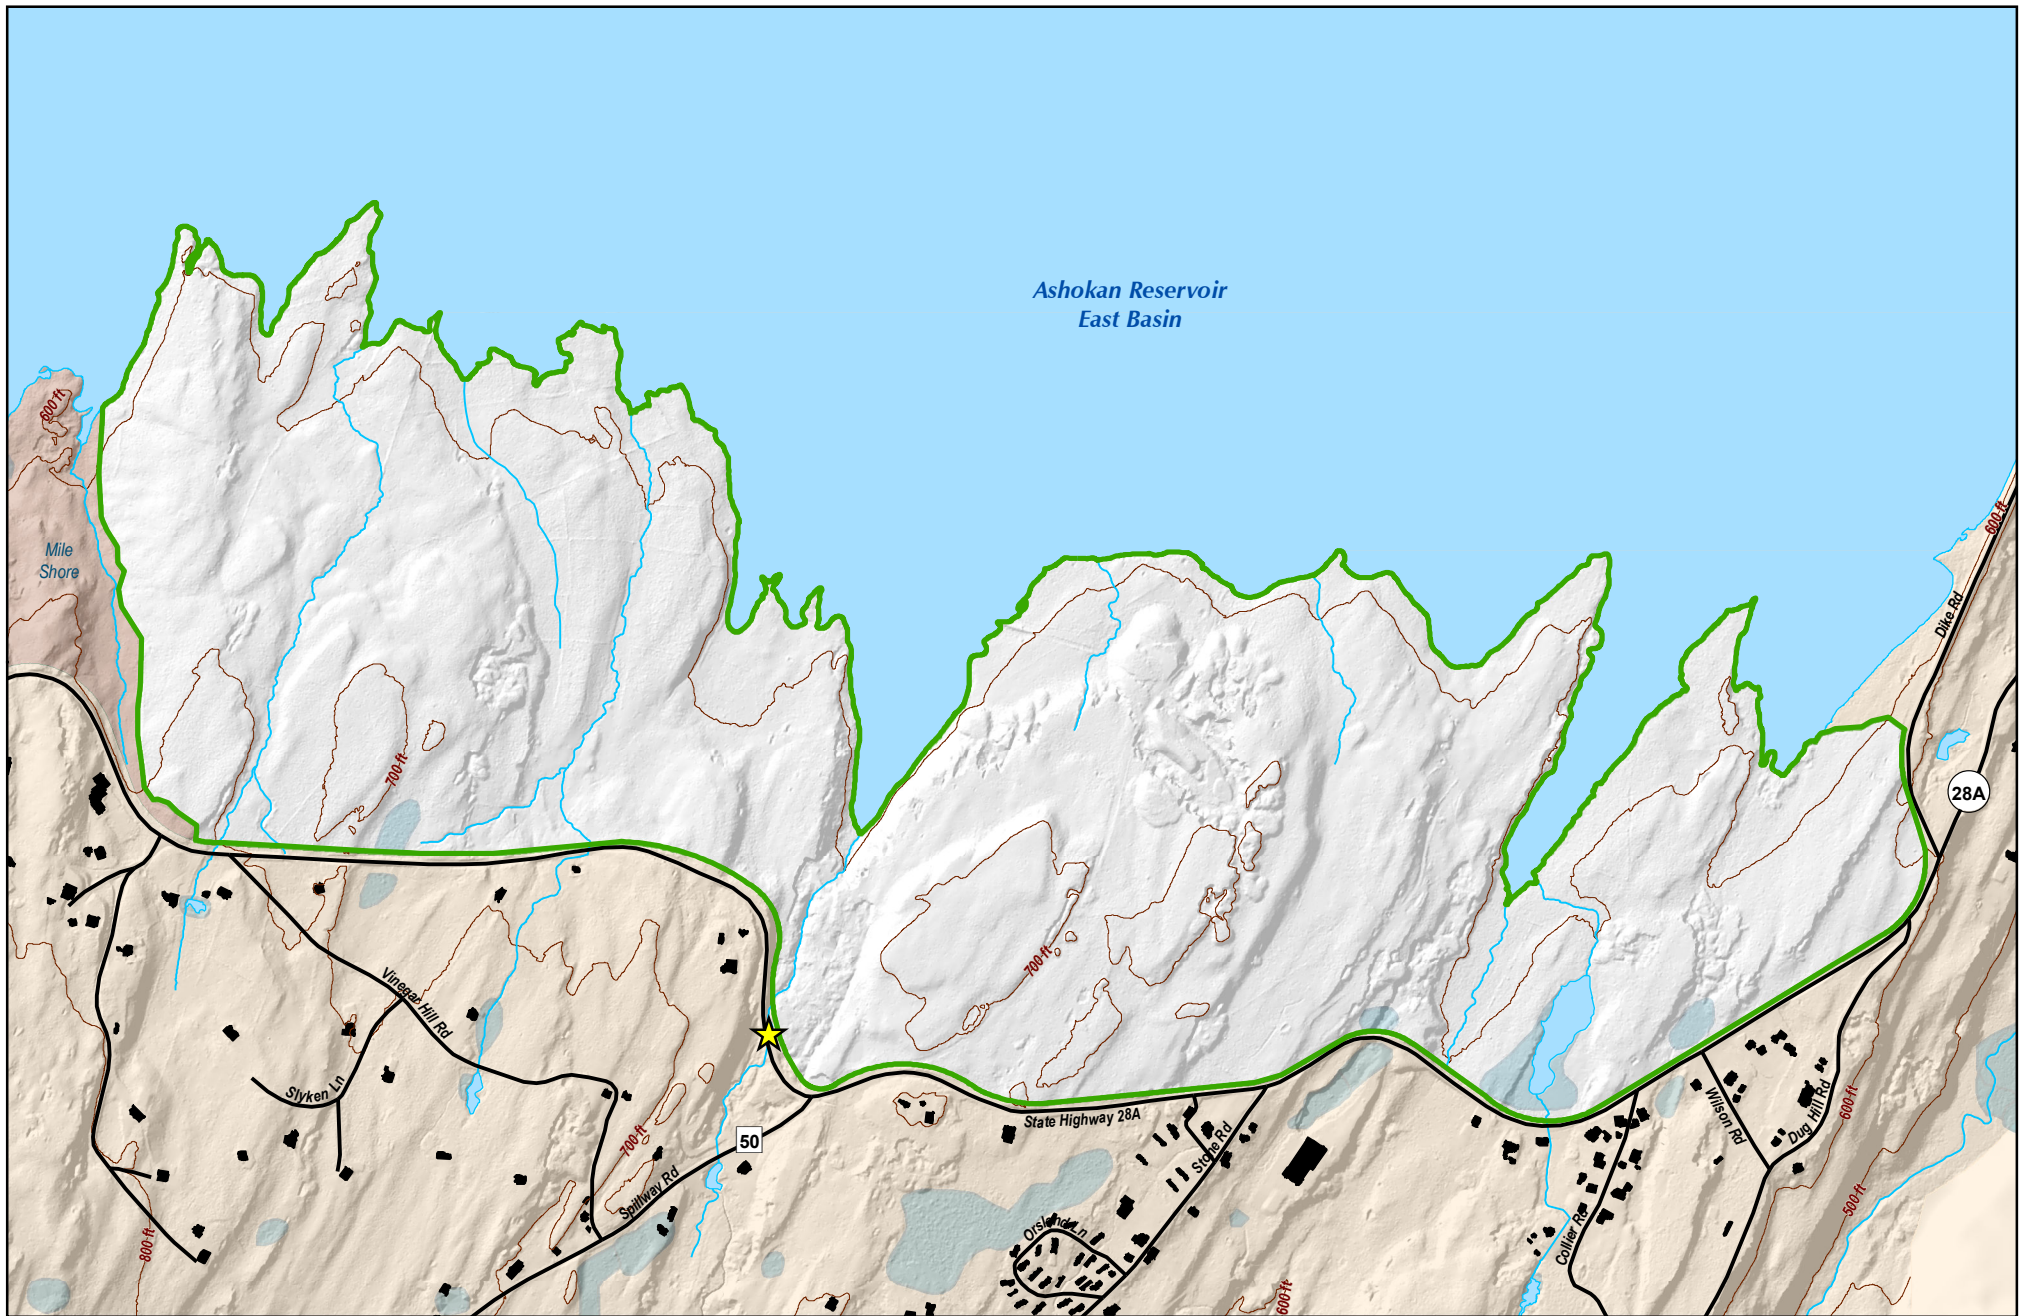 Ashokan Reservoir
East Basin
600 ft
Mile
Shore
600 ft
Dike Rd
700 ft
28A
700 ft
Vinegar Hill Rd
Slyken Ln
State Highway 28A
50
700 ft
Spillway Rd
Stone Rd
Wilson Rd
Dug Hill Rd
600 ft
500 ft
Orsland Ln
Collier Rd
800 ft
600 ft